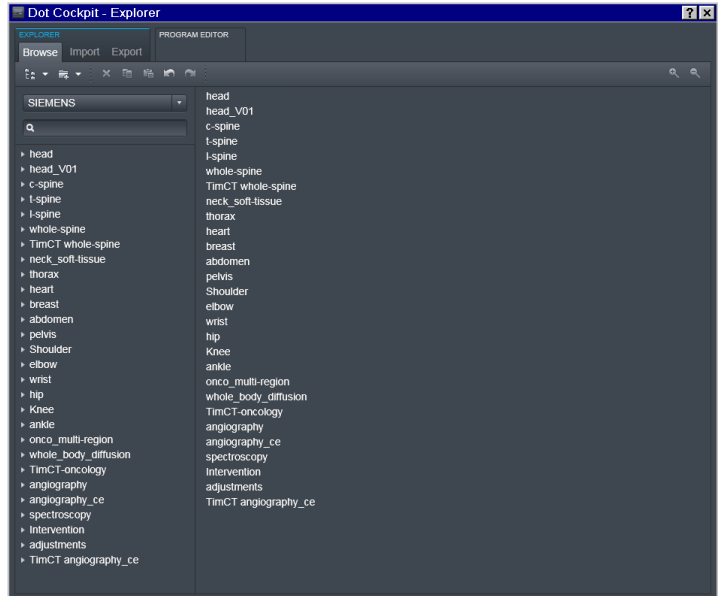 Dot Cockpit - Explorer
EXPLORER
PROGRAM EDITOR
Browse Import Export
SIEMENS
head
head_V01
c-spine
t-spine
l-spine
whole-spine
TimCT whole-spine
neck_soft-tissue
thorax
heart
breast
abdomen
pelvis
Shoulder
elbow
wrist
hip
Knee
ankle
onco_multi-region
whole_body_diffusion
TimCT-oncology
angiography
angiography_ce
spectroscopy
Intervention
adjustments
TimCT angiography_ce
head
head_V01
c-spine
t-spine
l-spine
whole-spine
TimCT whole-spine
neck_soft-tissue
thorax
heart
breast
abdomen
pelvis
Shoulder
elbow
wrist
hip
Knee
ankle
onco_multi-region
whole_body_diffusion
TimCT-oncology
angiography
angiography_ce
spectroscopy
Intervention
adjustments
TimCT angiography_ce